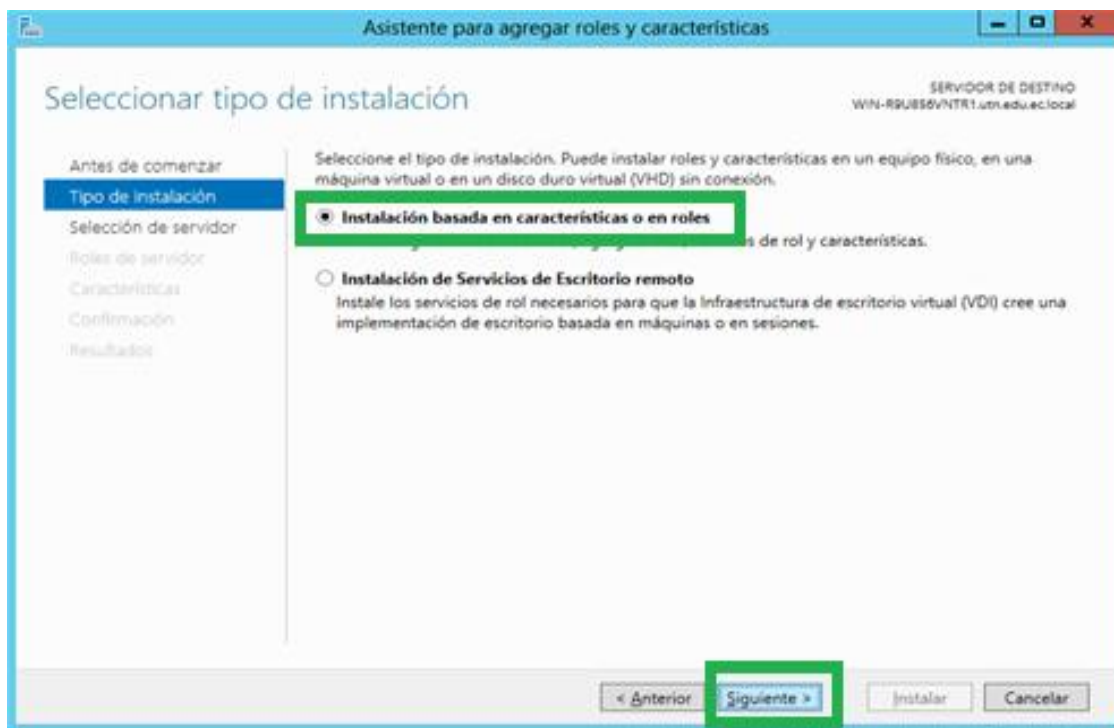 Asistente para agregar roles y características
Seleccionar tipo de instalación
SERVIDOR DE DESTINO
WIN-R9U8S6VNTR1.utn.edu.ec.local
Antes de comenzar
Tipo de instalación
Selección de servidor
Roles de servidor
Características
Confirmación
Resultados
Seleccione el tipo de instalación. Puede instalar roles y características en un equipo físico, en una
máquina virtual o en un disco duro virtual (VHD) sin conexión.
Instalación basada en características o en roles
de rol y características.
Instalación de Servicios de Escritorio remoto
Instale los servicios de rol necesarios para que la Infraestructura de escritorio virtual (VDI) cree una
implementación de escritorio basada en máquinas o en sesiones.
< Anterior
Siguiente >
Instalar
Cancelar